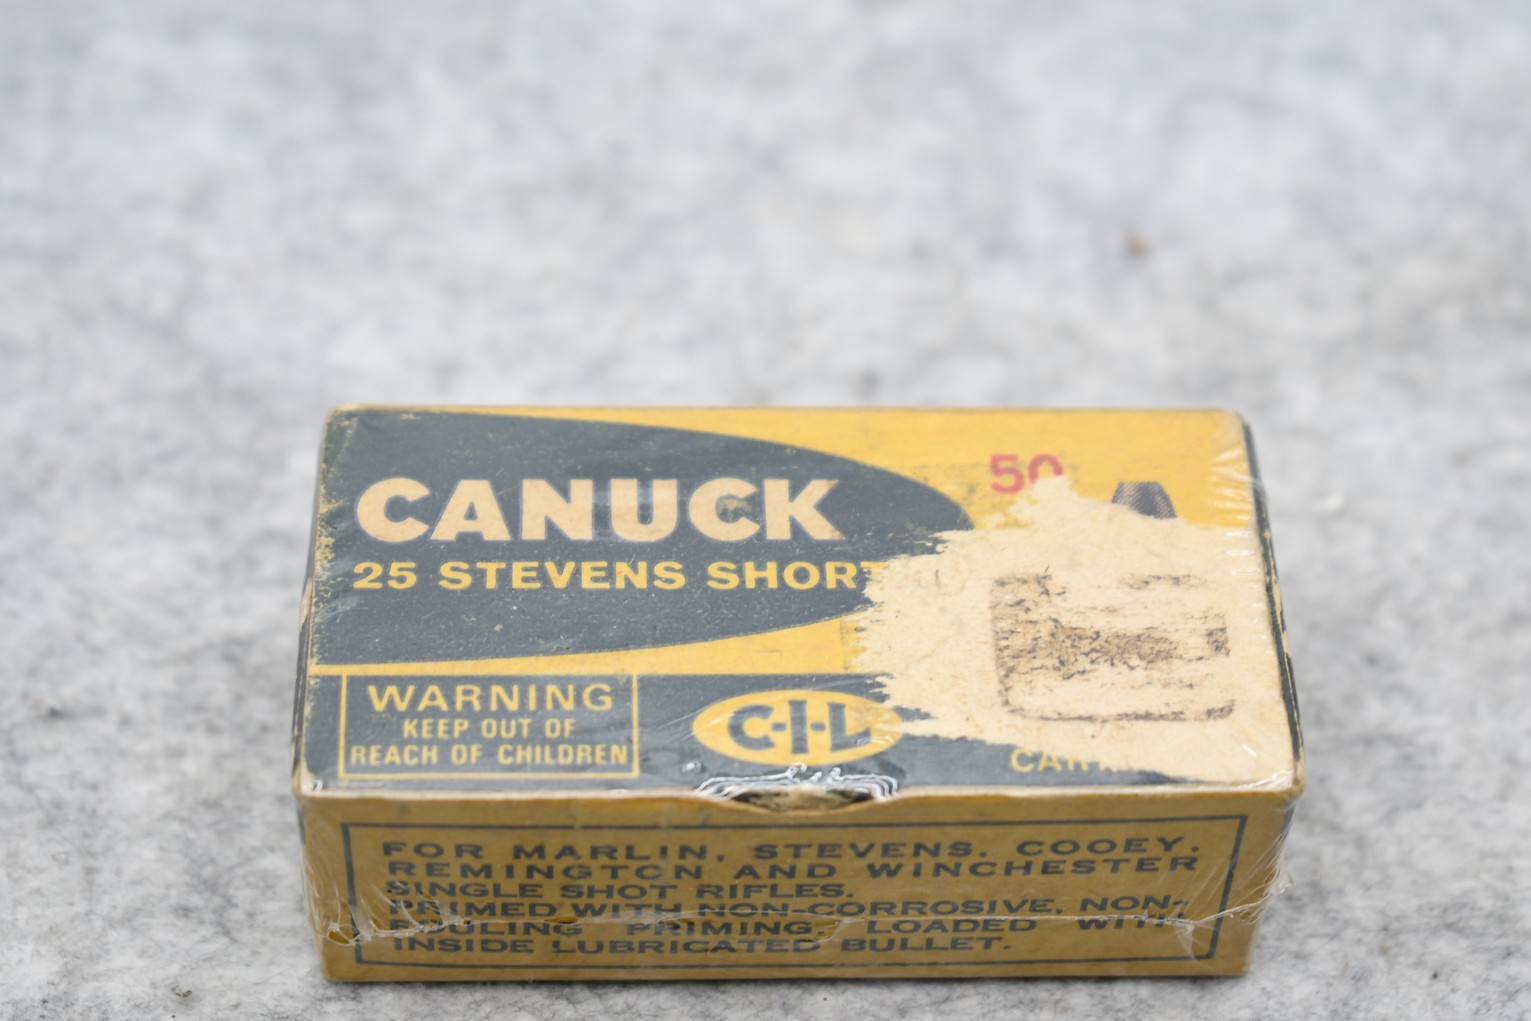 CANUCK
50
25 STEVENS SHORT
WARNING
KEEP OUT OF
REACH OF CHILDREN
C-I-L
FOR MARLIN, STEVENS, COOEY,
REMINGTON AND WINCHESTER
SINGLE SHOT RIFLES.
PRIMED WITH NON-CORROSIVE, NON-
FOULING PRIMING. LOADED WITH
INSIDE LUBRICATED BULLET.